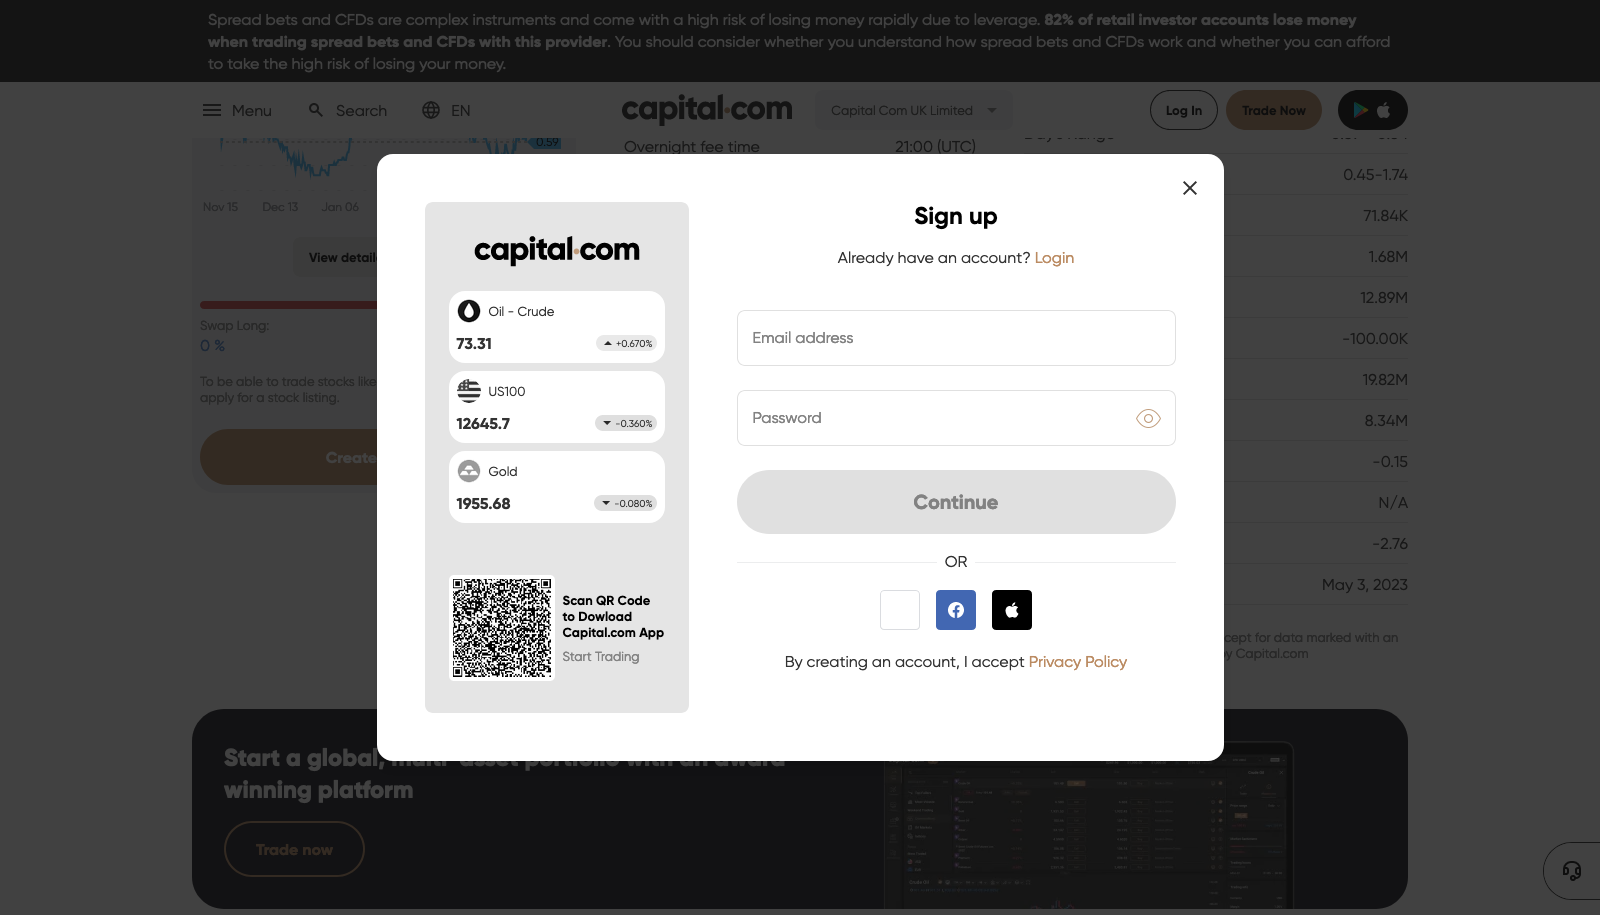 Spread bets and CFDs are complex instruments and come with a high risk of losing money rapidly due to leverage. 82% of retail investor accounts lose money
when trading spread bets and CFDs with this provider. You should consider whether you understand how spread bets and CFDs work and whether you can afford
to take the high risk of losing your money.
Menu
Search
EN
capital.com
Capital Com UK Limited
Log In
Trade Now
0.59
Overnight fee time
21:00 (UTC)
Day's Range
Nov 15
Dec 13
Jan 06
0.45-1.74
71.84K
1.68M
12.89M
-100.00K
19.82M
8.34M
-0.15
N/A
-2.76
May 3, 2023
View detail
Swap Long:
0 %
To be able to trade stocks like
apply for a stock listing.
Create
Sign up
Already have an account? Login
capital.com
Oil - Crude
73.31
+0.670%
US100
12645.7
-0.360%
Gold
1955.68
-0.080%
Scan QR Code
to Dowload
Capital.com App
Start Trading
Email address
Password
Continue
OR
By creating an account, I accept Privacy Policy
for data marked with an
by Capital.com
Start a global, multi-asset portfolio with an award
winning platform
Trade now